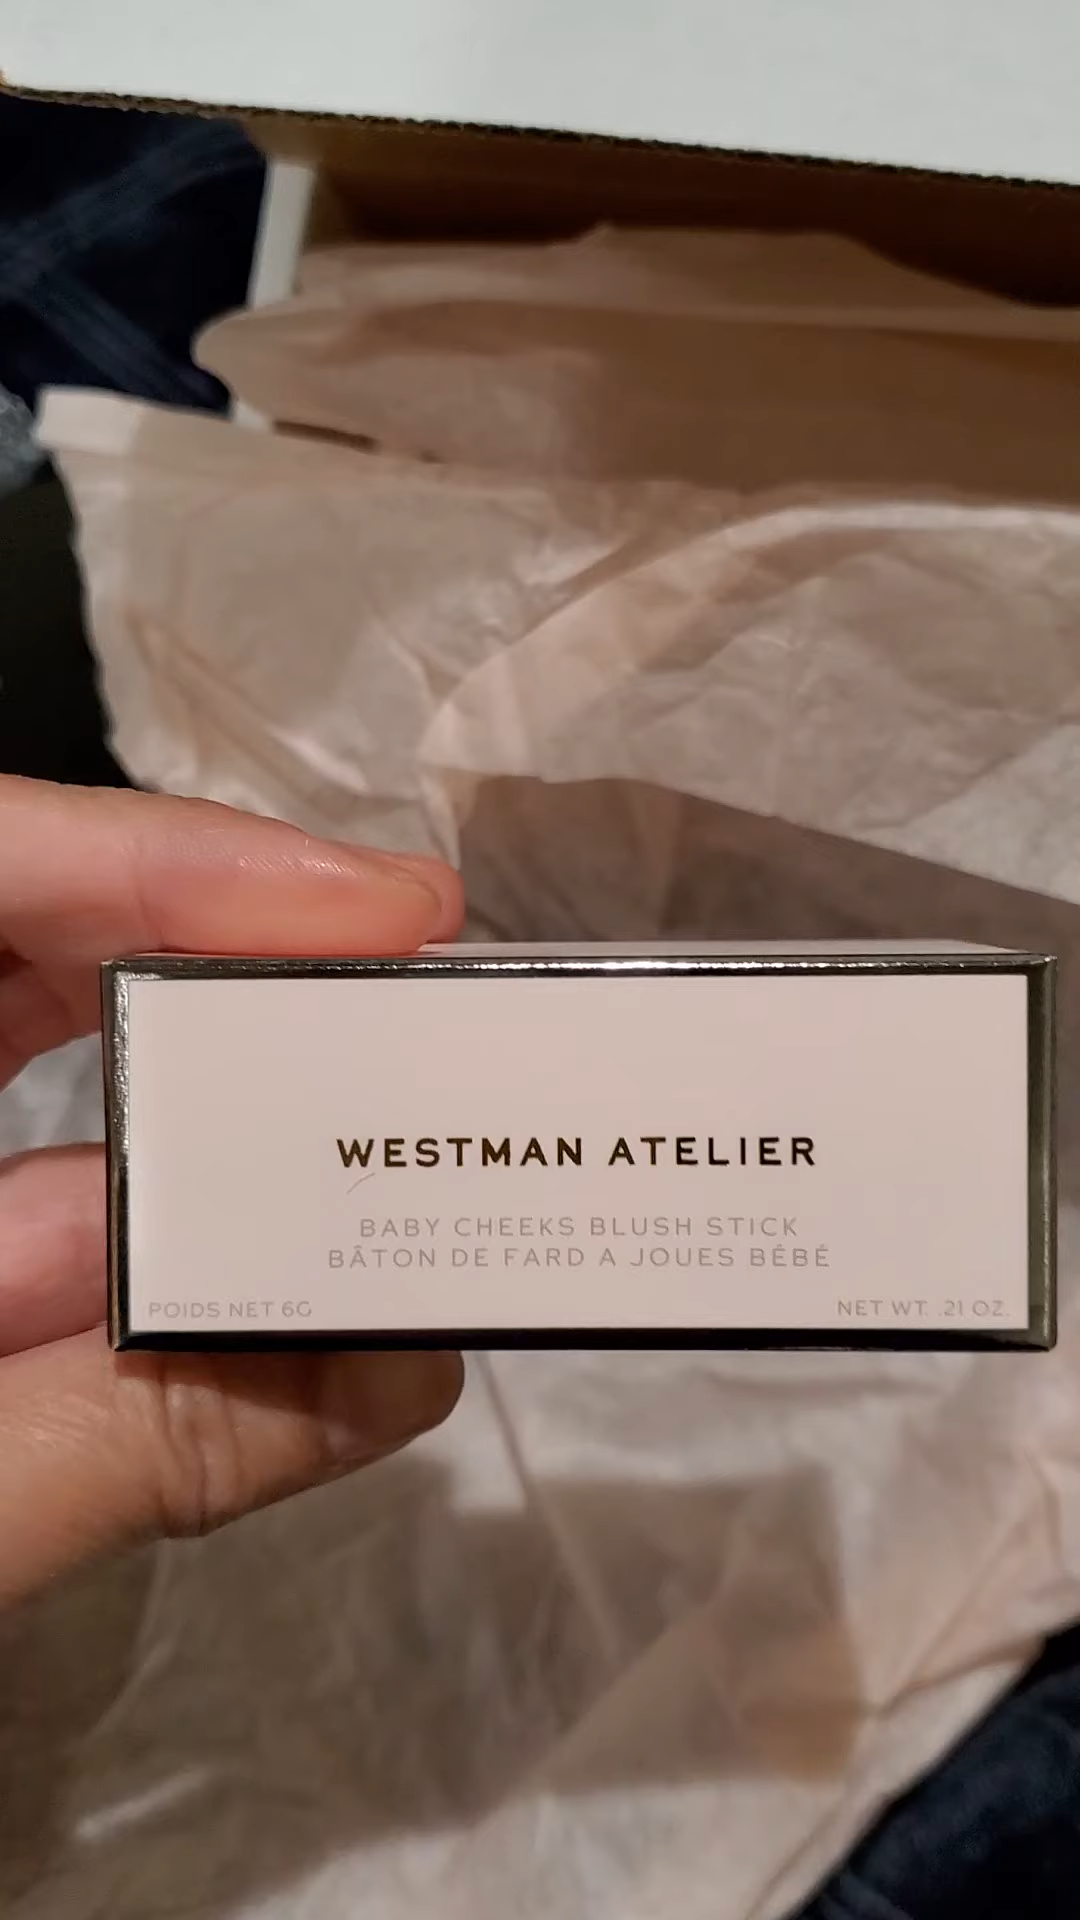 WESTMAN ATELIER
BABY CHEEKS BLUSH STICK
BÂTON DE FARD A JOUES BÉBÉ
POIDS NET 6G
NET WT. .21 OZ.